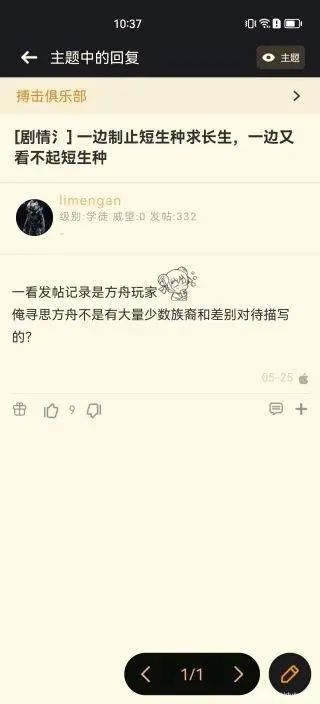 10:37
主题中的回复
主题
搏击俱乐部
[剧情氵] 一边制止短生种求长生，一边又
看不起短生种
limengan
级别:学徒 威望:0 发帖:332
-
一看发帖记录是方舟玩家
俺寻思方舟不是有大量少数族裔和差别对待描写
的?
05-25
9
1/1